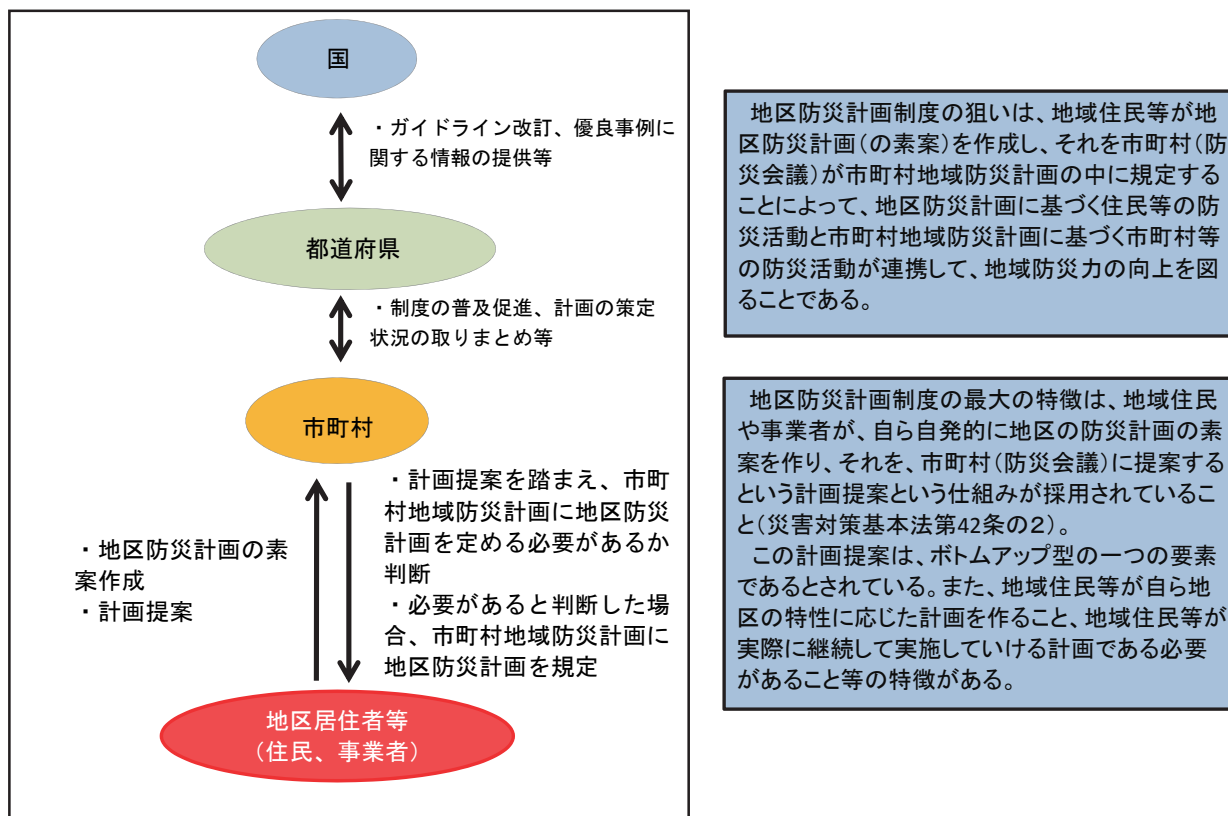 国
・ガイドライン改訂、優良事例に
関する情報の提供等
都道府県
・制度の普及促進、計画の策定
状況の取りまとめ等
市町村
・地区防災計画の素
案作成
・計画提案
・計画提案を踏まえ、市町
村地域防災計画に地区防災
計画を定める必要があるか
判断
・必要があると判断した場
合、市町村地域防災計画に
地区防災計画を規定
地区居住者等
（住民、事業者）
地区防災計画制度の狙いは、地域住民等が地
区防災計画(の素案)を作成し、それを市町村(防
災会議)が市町村地域防災計画の中に規定する
ことによって、地区防災計画に基づく住民等の防
災活動と市町村地域防災計画に基づく市町村等
の防災活動が連携して、地域防災力の向上を図
ることである。
地区防災計画制度の最大の特徴は、地域住民
や事業者が、自ら自発的に地区の防災計画の素
案を作り、それを、市町村(防災会議)に提案する
という計画提案という仕組みが採用されているこ
と(災害対策基本法第42条の２)。
この計画提案は、ボトムアップ型の一つの要素
であるとされている。また、地域住民等が自ら地
区の特性に応じた計画を作ること、地域住民等が
実際に継続して実施していける計画である必要
があること等の特徴がある。